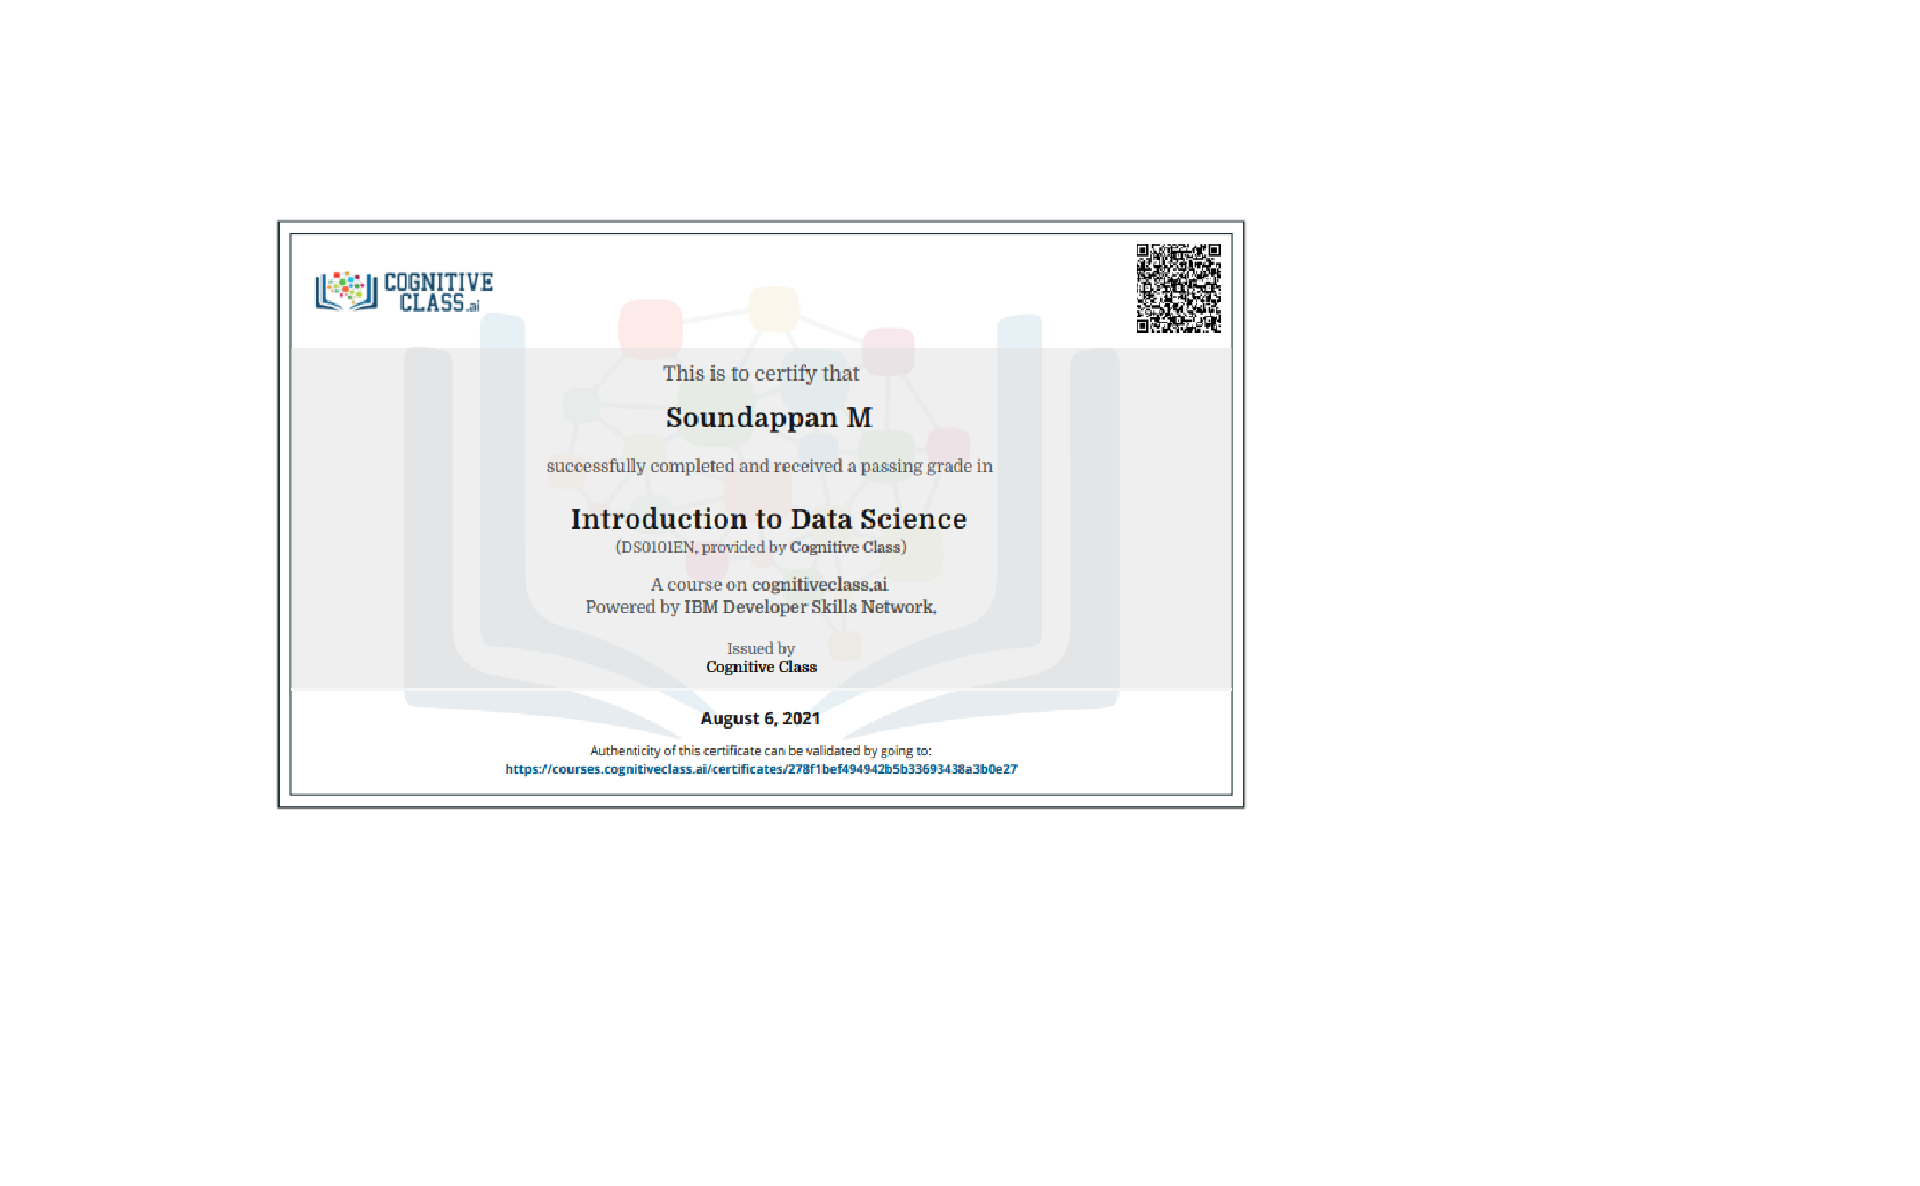 COGNITIVE
CLASS.ai
This is to certify that
Soundappan M
successfully completed and received a passing grade in
Introduction to Data Science
(DS0101EN, provided by Cognitive Class)
A course on cognitiveclass.ai
Powered by IBM Developer Skills Network.
Issued by
Cognitive Class
August 6, 2021
Authenticity of this certificate can be validated by going to:
https://courses.cognitiveclass.ai/certificates/278f1bef494942b5b33693438a3b0e27